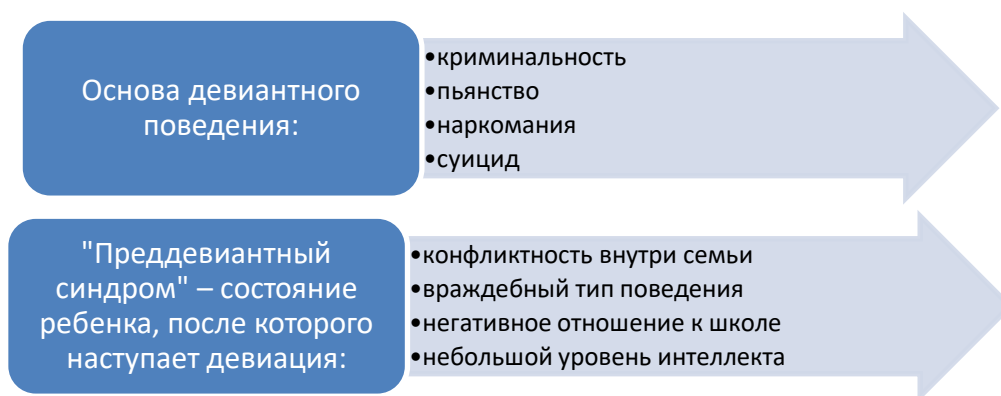 Основа девиантного
поведения:
•криминальность
•пьянство
•наркомания
•суицид
"Преддевиантный
синдром" – состояние
ребенка, после которого
наступает девиация:
•конфликтность внутри семьи
•враждебный тип поведения
•негативное отношение к школе
•небольшой уровень интеллекта